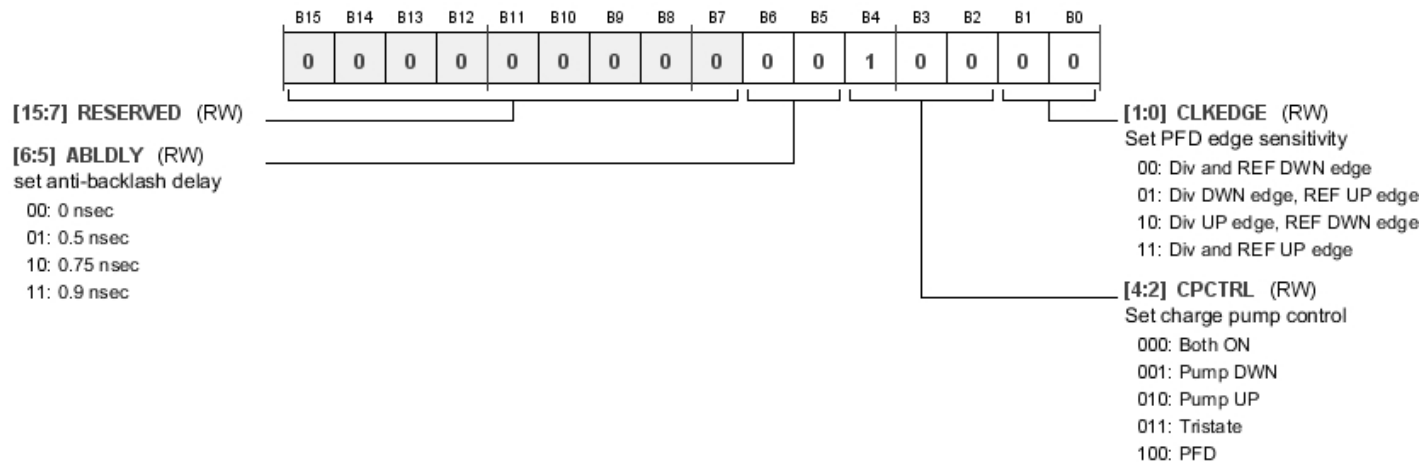 B15 B14 B13 B12 B11 B10 B9 B8 B7 B6 B5 B4 B3 B2 B1 B0
0 0 0 0 0 0 0 0 0 0 0 1 0 0 0 0
[15:7] RESERVED (RW)
[6:5] ABLDLY (RW)
set anti-backlash delay
00: 0 nsec
01: 0.5 nsec
10: 0.75 nsec
11: 0.9 nsec
[1:0] CLKEDGE (RW)
Set PFD edge sensitivity
00: Div and REF DWN edge
01: Div DWN edge, REF UP edge
10: Div UP edge, REF DWN edge
11: Div and REF UP edge
[4:2] CPCTRL (RW)
Set charge pump control
000: Both ON
001: Pump DWN
010: Pump UP
011: Tristate
100: PFD